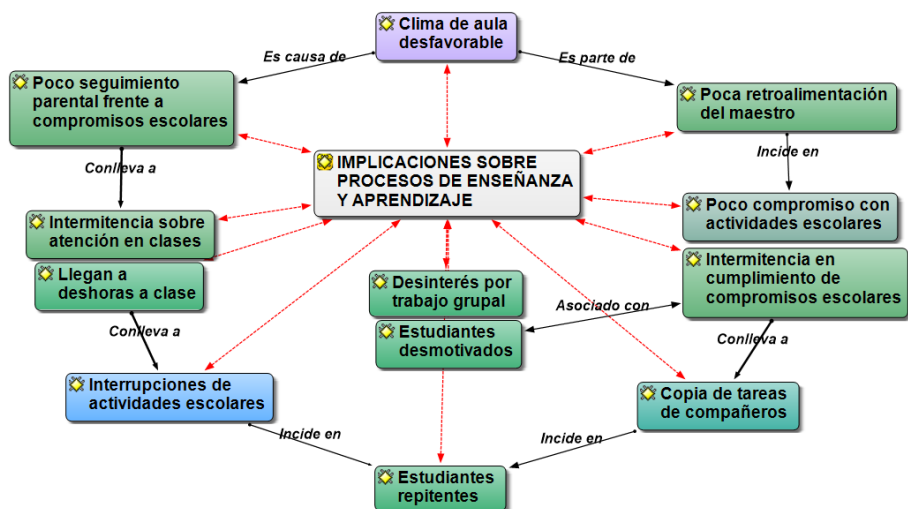 Clima de aula
desfavorable
Es causa de
Es parte de
Poco seguimiento
parental frente a
compromisos escolares
Poca retroalimentación
del maestro
Conlleva a
Incide en
IMPLICACIONES SOBRE
PROCESOS DE ENSEÑANZA
Y APRENDIZAJE
Intermitencia sobre
atención en clases
Poco compromiso con
actividades escolares
Llegan a
deshoras a clase
Desinterés por
trabajo grupal
Intermitencia en
cumplimiento de
compromisos escolares
Asociado con
Conlleva a
Estudiantes
desmotivados
Conlleva a
Interrupciones de
actividades escolares
Copia de tareas
de compañeros
Incide en
Incide en
Estudiantes
repitentes